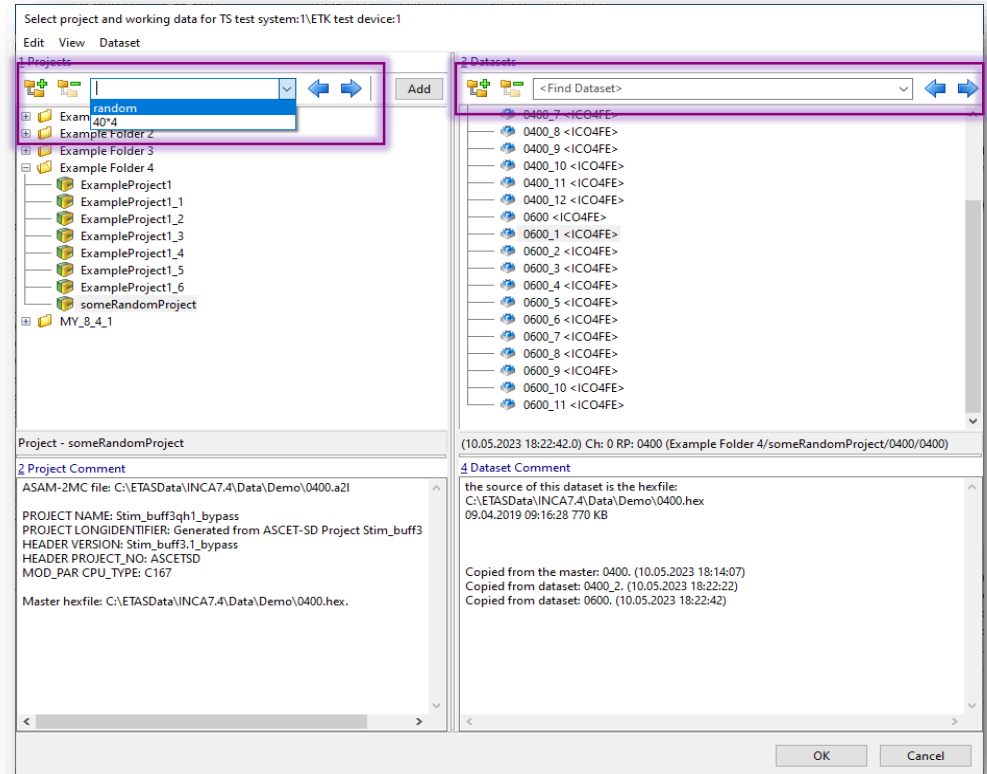 Select project and working data for TS test system:1\ETK test device:1
Edit View Dataset
1 Projects
Add
random
40*4
Exam
Example Folder 2
Example Folder 3
Example Folder 4
ExampleProject1
ExampleProject1_1
ExampleProject1_2
ExampleProject1_3
ExampleProject1_4
ExampleProject1_5
ExampleProject1_6
someRandomProject
MY_8_4_1
Project - someRandomProject
2 Project Comment
ASAM-2MC file: C:\ETASData\INCA7.4\Data\Demo\0400.a2l
PROJECT NAME: Stim_buff3qh1_bypass
PROJECT LONGIDENTIFIER: Generated from ASCET-SD Project Stim_buff3
HEADER VERSION: Stim_buff3.1_bypass
HEADER PROJECT_NO: ASCETSD
MOD_PAR CPU_TYPE: C167
Master hexfile: C:\ETASData\INCA7.4\Data\Demo\0400.hex.
3 Datasets
<Find Dataset>
0400_7 <ICO4FE>
0400_8 <ICO4FE>
0400_9 <ICO4FE>
0400_10 <ICO4FE>
0400_11 <ICO4FE>
0400_12 <ICO4FE>
0600 <ICO4FE>
0600_1 <ICO4FE>
0600_2 <ICO4FE>
0600_3 <ICO4FE>
0600_4 <ICO4FE>
0600_5 <ICO4FE>
0600_6 <ICO4FE>
0600_7 <ICO4FE>
0600_8 <ICO4FE>
0600_9 <ICO4FE>
0600_10 <ICO4FE>
0600_11 <ICO4FE>
(10.05.2023 18:22:42.0) Ch: 0 RP: 0400 (Example Folder 4/someRandomProject/0400/0400)
4 Dataset Comment
the source of this dataset is the hexfile:
C:\ETASData\INCA7.4\Data\Demo\0400.hex
09.04.2019 09:16:28 770 KB
Copied from the master: 0400. (10.05.2023 18:14:07)
Copied from dataset: 0400_2. (10.05.2023 18:22:22)
Copied from dataset: 0600. (10.05.2023 18:22:42)
OK Cancel